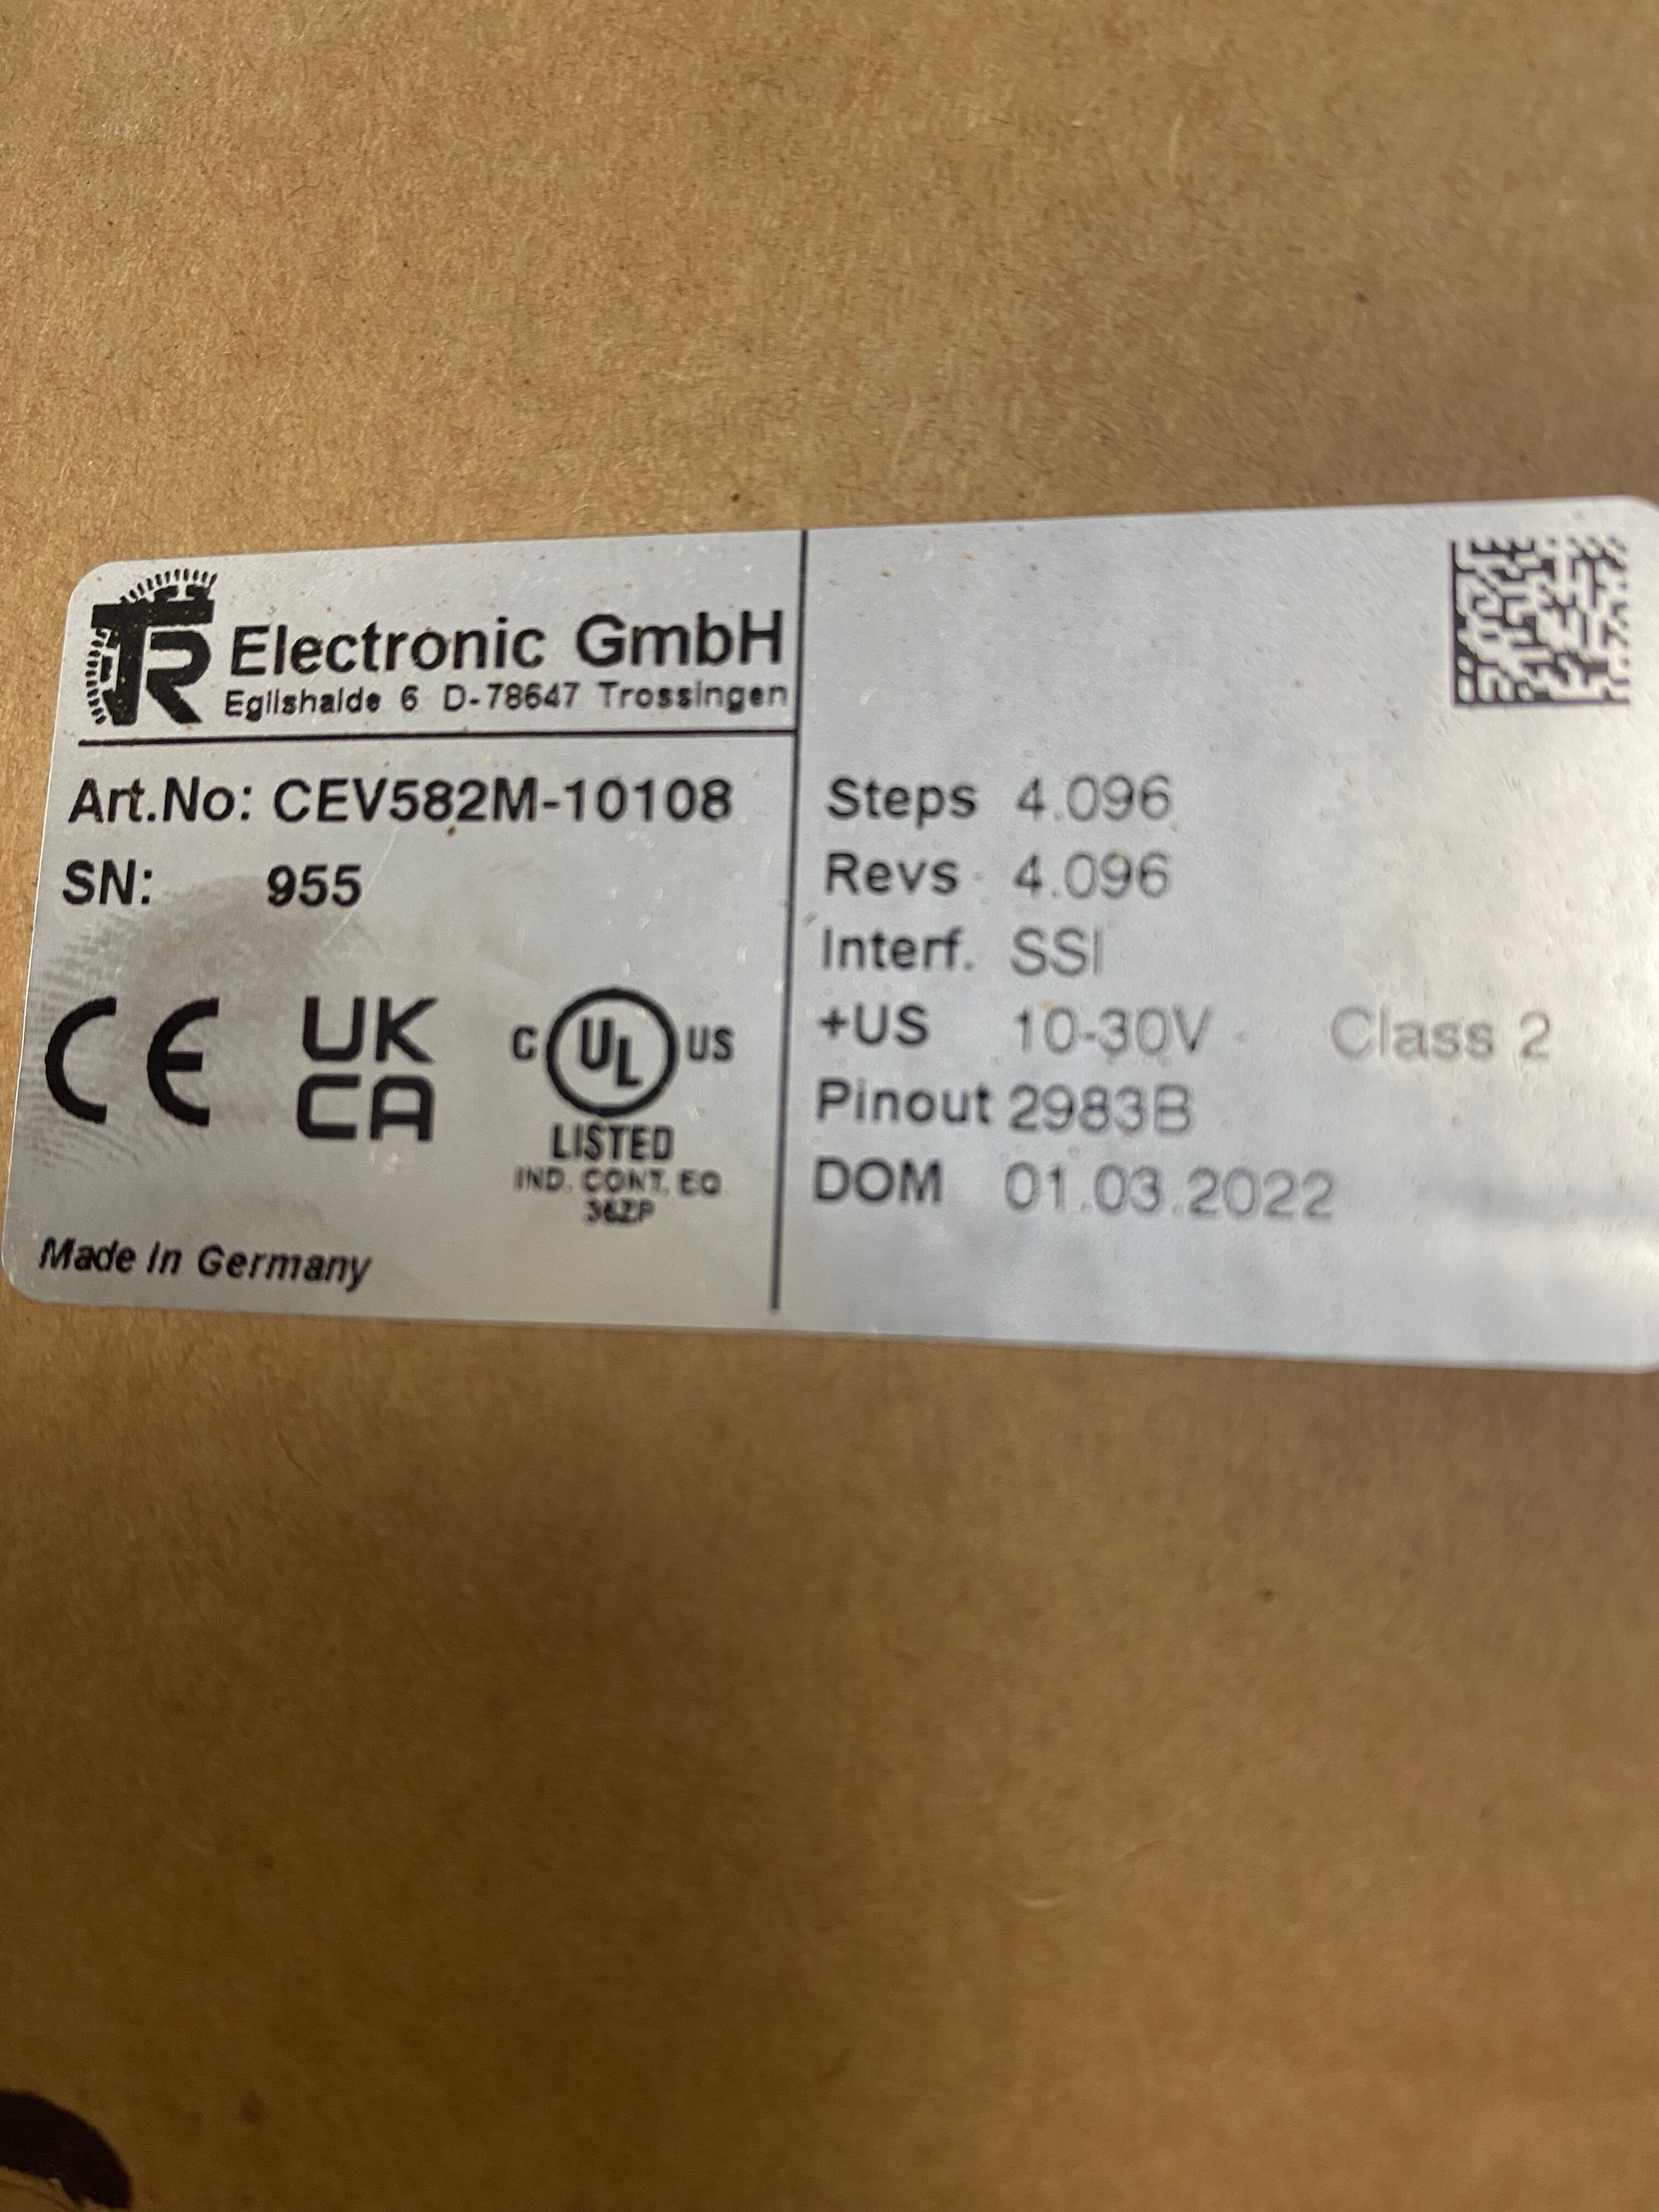 TR Electronic GmbH
Eglishalde 6 D-78647 Trossingen
Art.No: CEV582M-10108
SN: 955
CE
UK
CA
C UL US
LISTED
IND. CONT. EQ
36ZP
Made in Germany
Steps 4.096
Revs 4.096
Interf. SSI
+US 10-30V Class 2
Pinout 2983B
DOM 01.03.2022